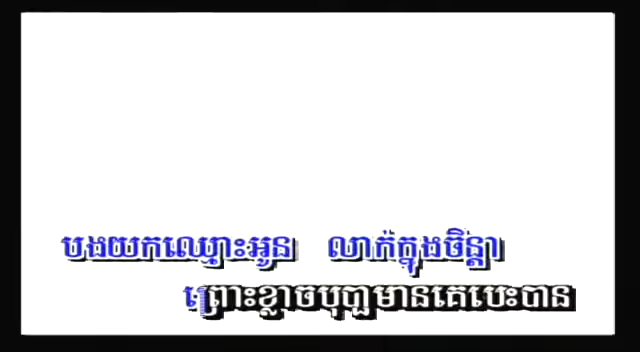 បងយកឈ្មោះអូន លាក់ក្នុងចិន្តា
ព្រោះខ្លាចបុប្ផាមានគេបេះបាន